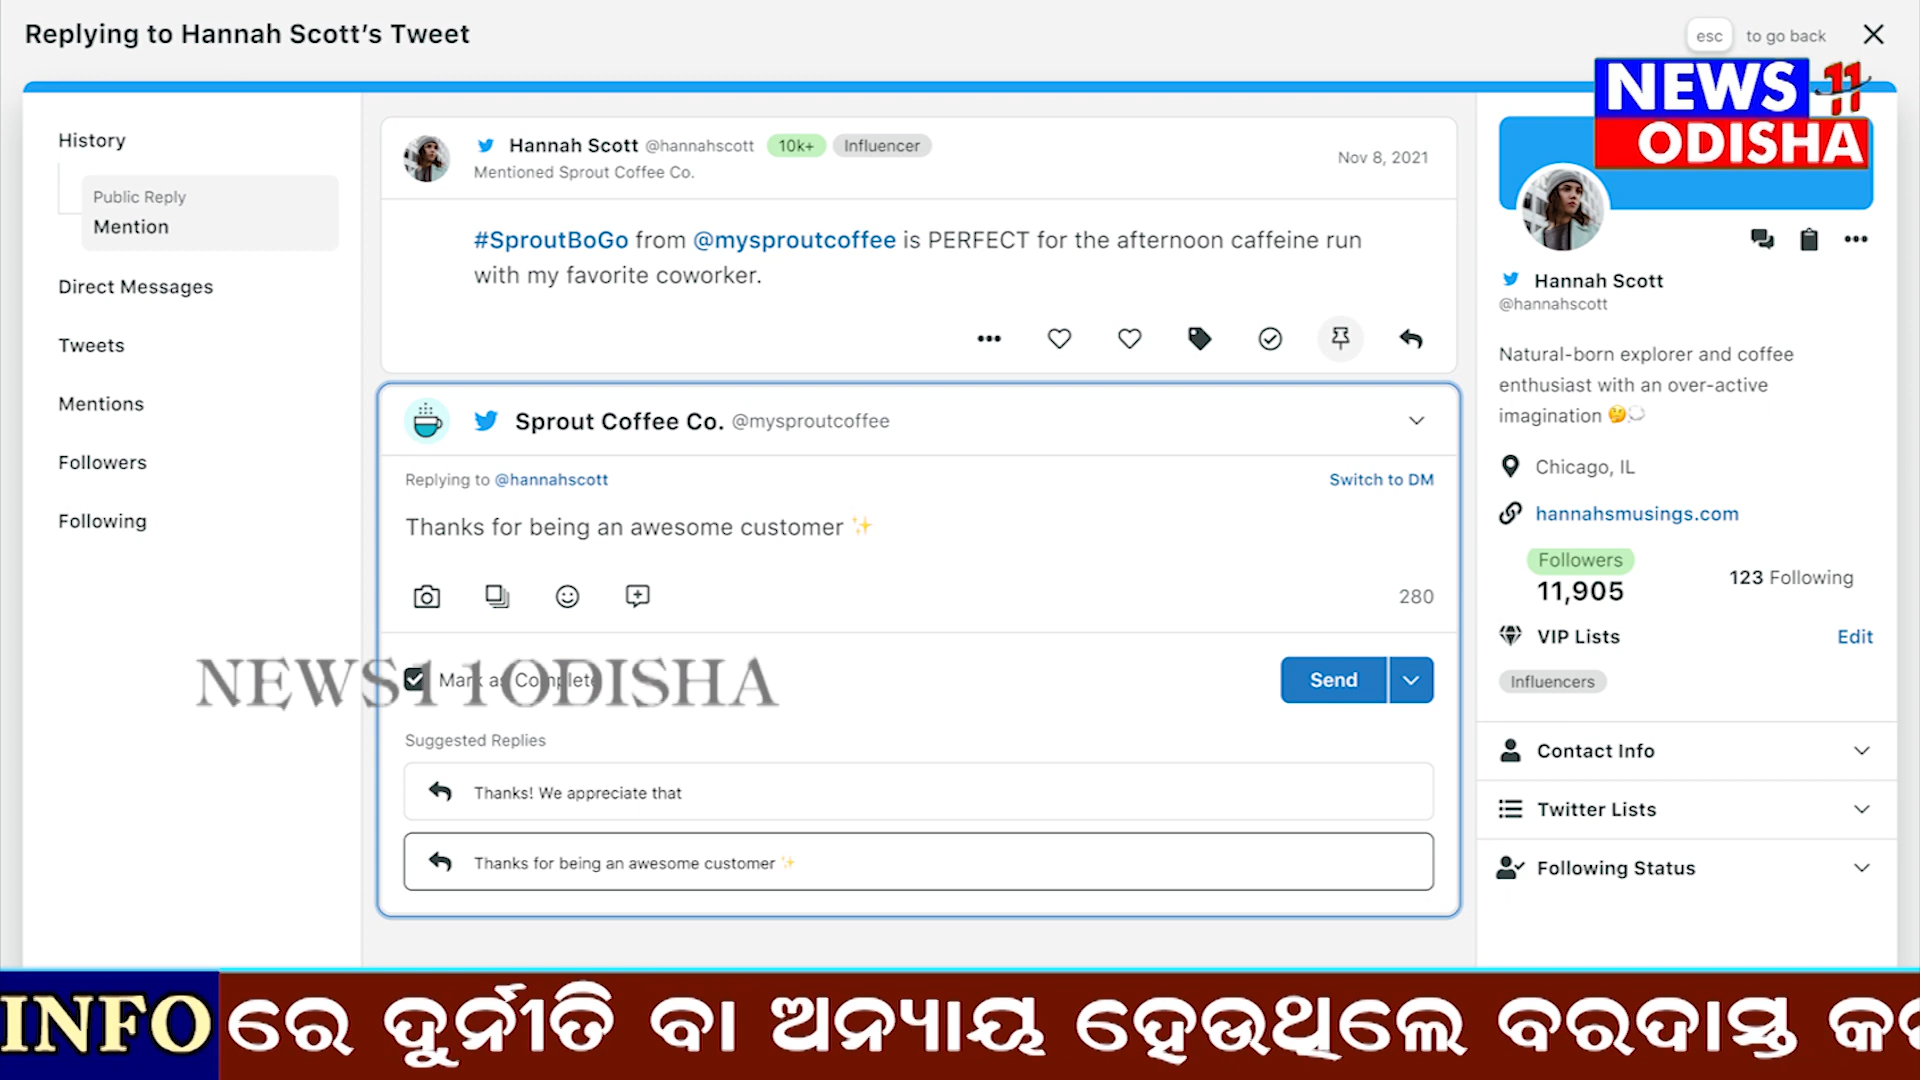 Replying to Hannah Scott’s Tweet
esc to go back
NEWS 11
ODISHA
History
Public Reply
Mention
Direct Messages
Tweets
Mentions
Followers
Following
Hannah Scott @hannahscott 10k+ Influencer
Mentioned Sprout Coffee Co.
Nov 8, 2021
#SproutBoGo from @mysproutcoffee is PERFECT for the afternoon caffeine run
with my favorite coworker.
Sprout Coffee Co. @mysproutcoffee
Replying to @hannahscott
Switch to DM
Thanks for being an awesome customer ✨
280
Mark as Complete
NEWS11ODISHA
Send
Suggested Replies
Thanks! We appreciate that
Thanks for being an awesome customer ✨
Hannah Scott
@hannahscott
Natural-born explorer and coffee
enthusiast with an over-active
imagination 🤔💭
Chicago, IL
hannahsmusings.com
Followers
11,905
123 Following
VIP Lists
Edit
Influencers
Contact Info
Twitter Lists
Following Status
INFO ରେ ଦୁର୍ନୀତି ବା ଅନ୍ୟାୟ ହେଉଥିଲେ ବରଦାସ୍ତ